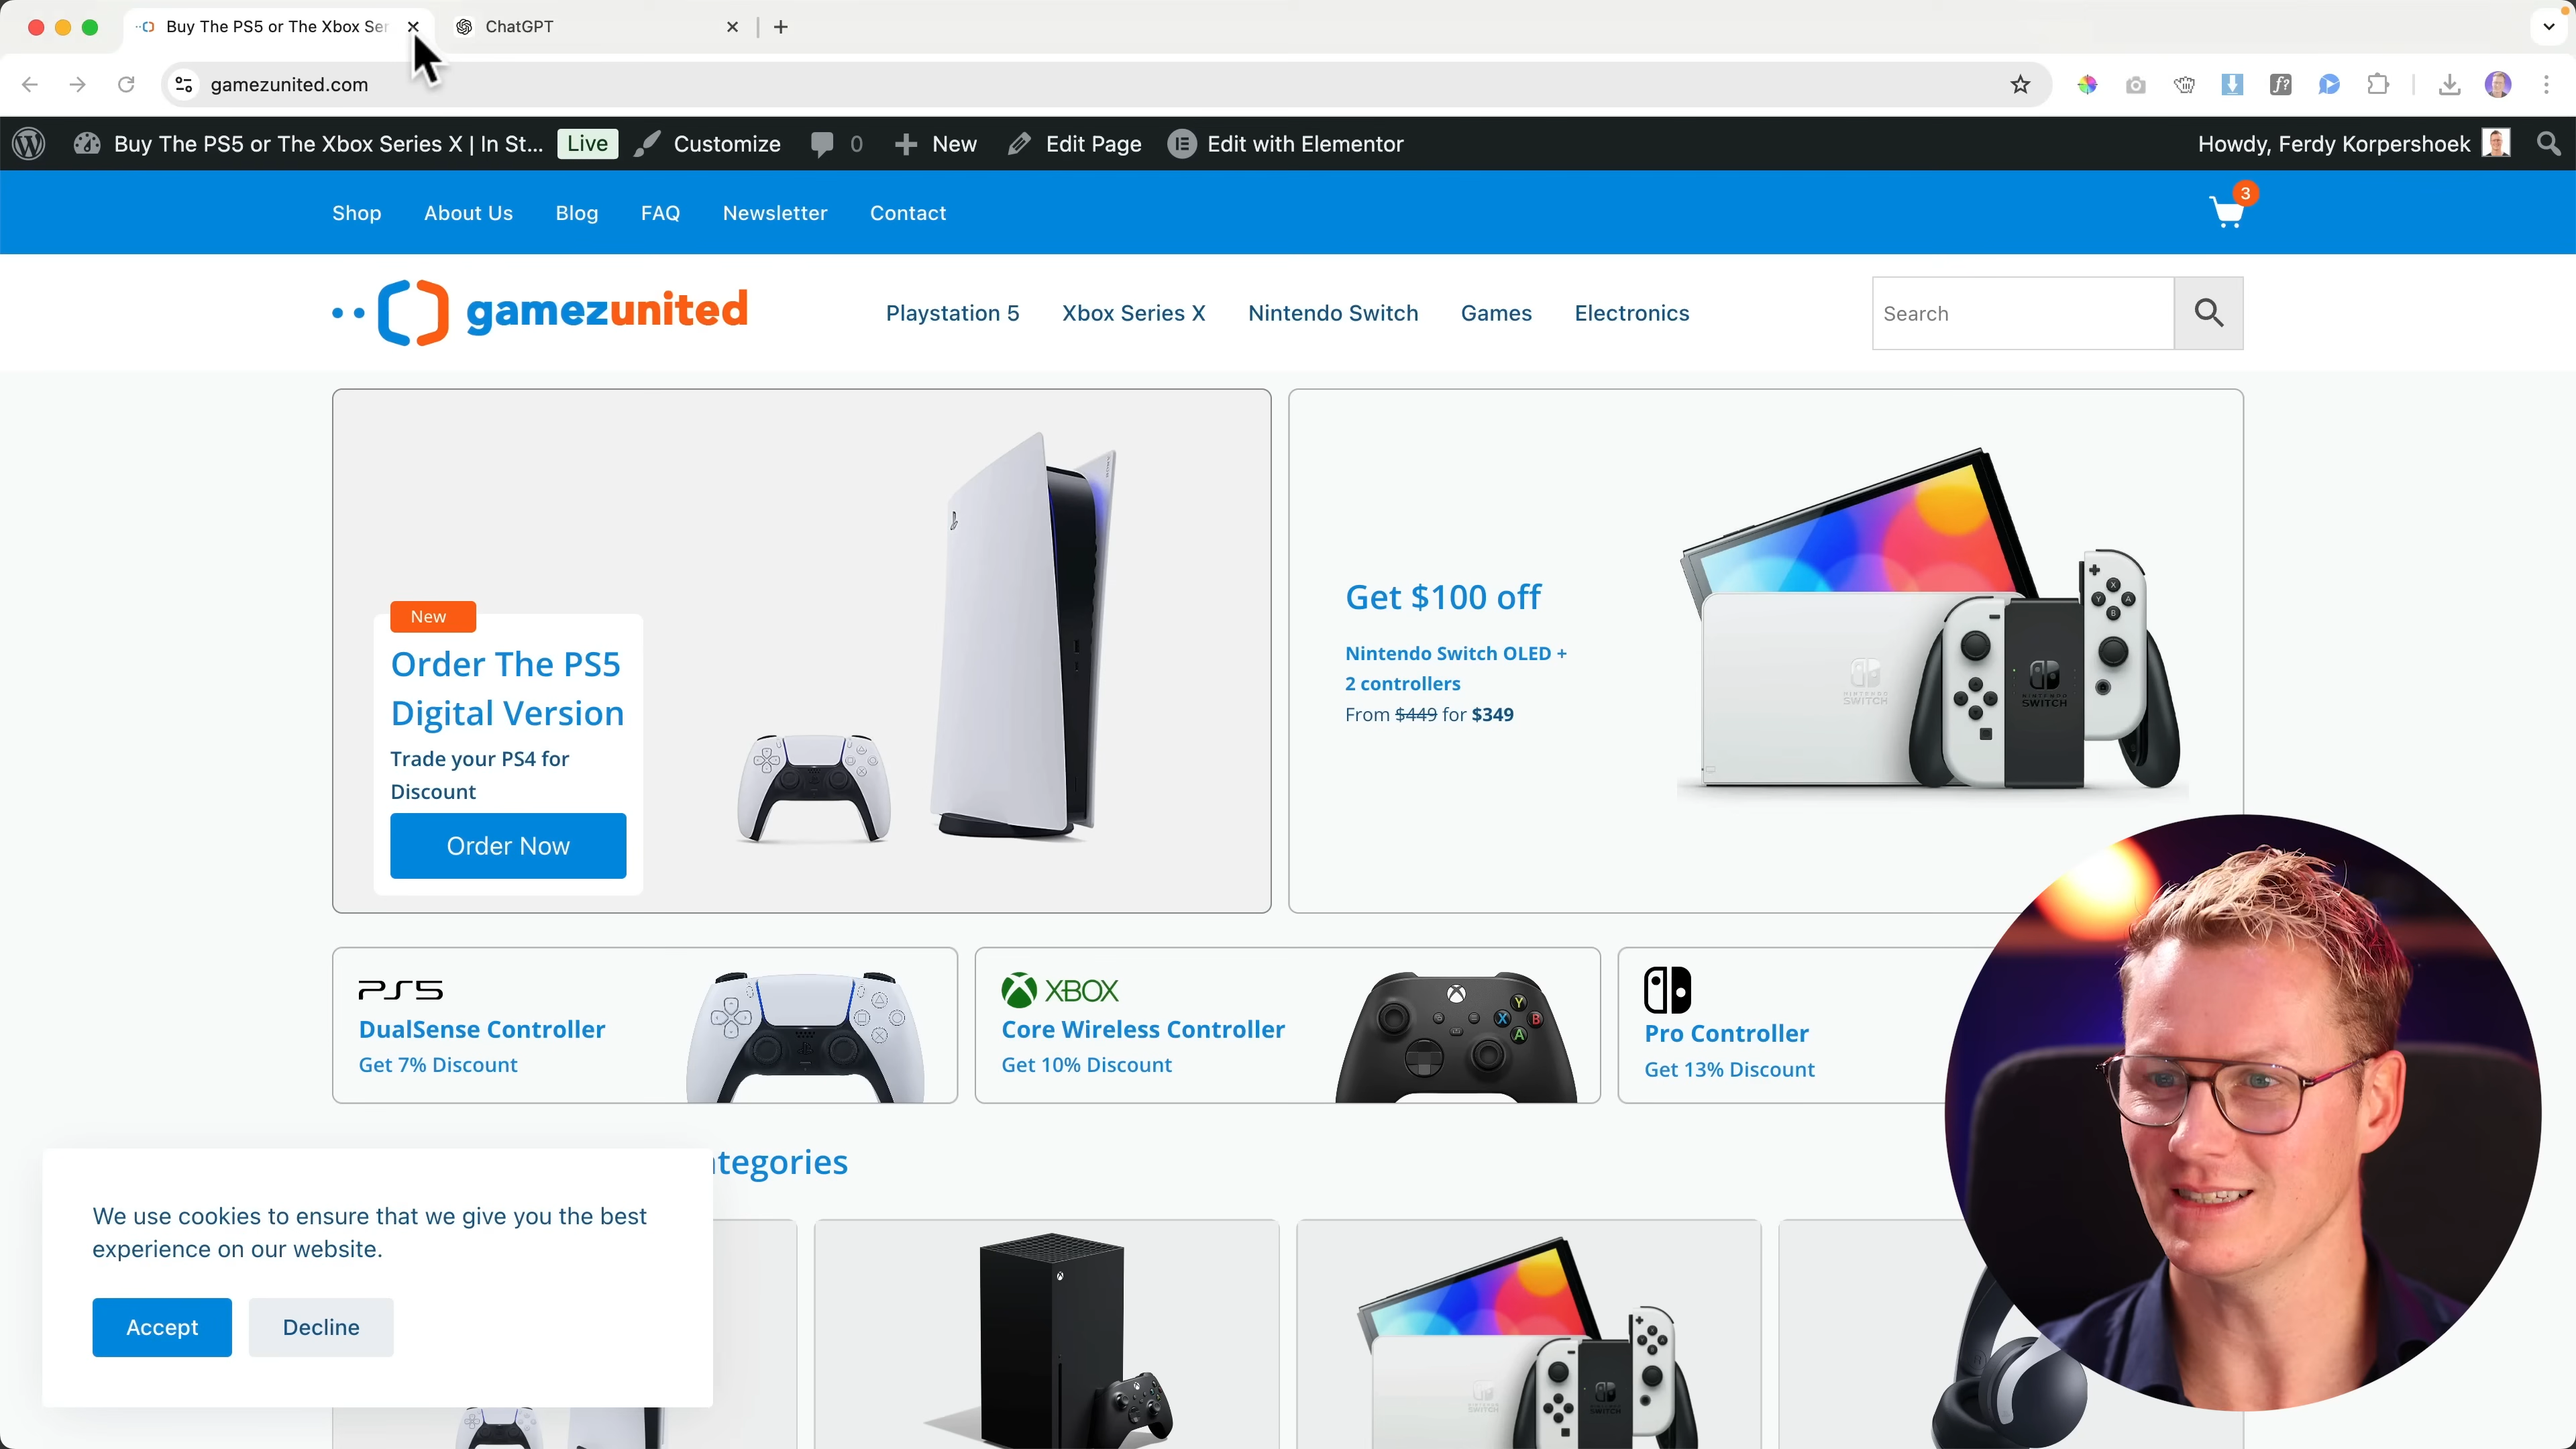 Buy The PS5 or The Xbox Ser
ChatGPT
gamezunited.com
Buy The PS5 or The Xbox Series X | In St...
Live
Customize
0
New
Edit Page
Edit with Elementor
Howdy, Ferdy Korpershoek
Shop
About Us
Blog
FAQ
Newsletter
Contact
3
gamezunited
Playstation 5
Xbox Series X
Nintendo Switch
Games
Electronics
Search
New
Order The PS5
Digital Version
Trade your PS4 for
Discount
Order Now
Get $100 off
Nintendo Switch OLED +
2 controllers
From $449 for $349
NINTENDO
SWITCH
NINTENDO
SWITCH
PS5
DualSense Controller
Get 7% Discount
XBOX
Core Wireless Controller
Get 10% Discount
Pro Controller
Get 13% Discount
tegories
We use cookies to ensure that we give you the best
experience on our website.
Accept
Decline